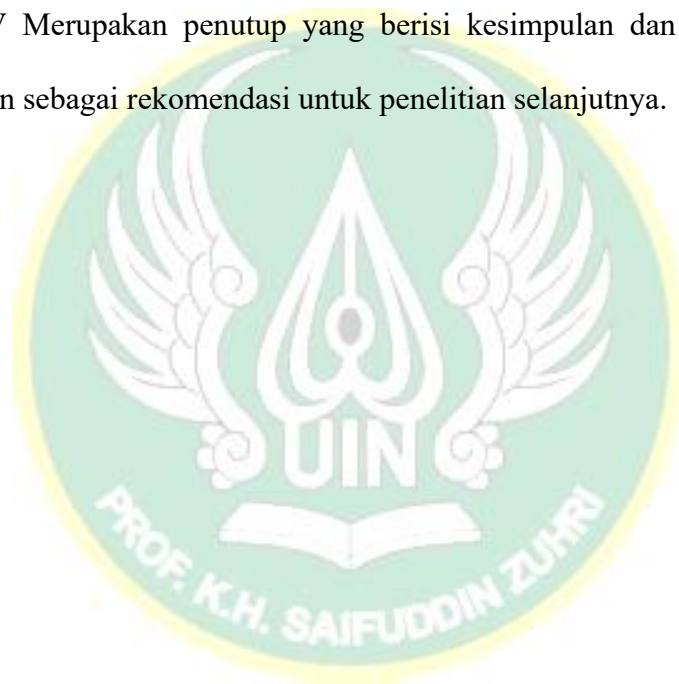 V Merupakan penutup yang berisi kesimpulan dan
n sebagai rekomendasi untuk penelitian selanjutnya.
UIN
PROF. K.H. SAIFUDDIN ZUHRI